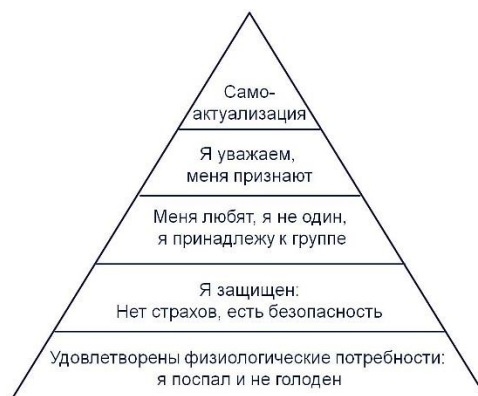 Само-
актуализация
Я уважаем,
меня признают
Меня любят, я не один,
я принадлежу к группе
Я защищен:
Нет страхов, есть безопасность
Удовлетворены физиологические потребности:
я поспал и не голоден